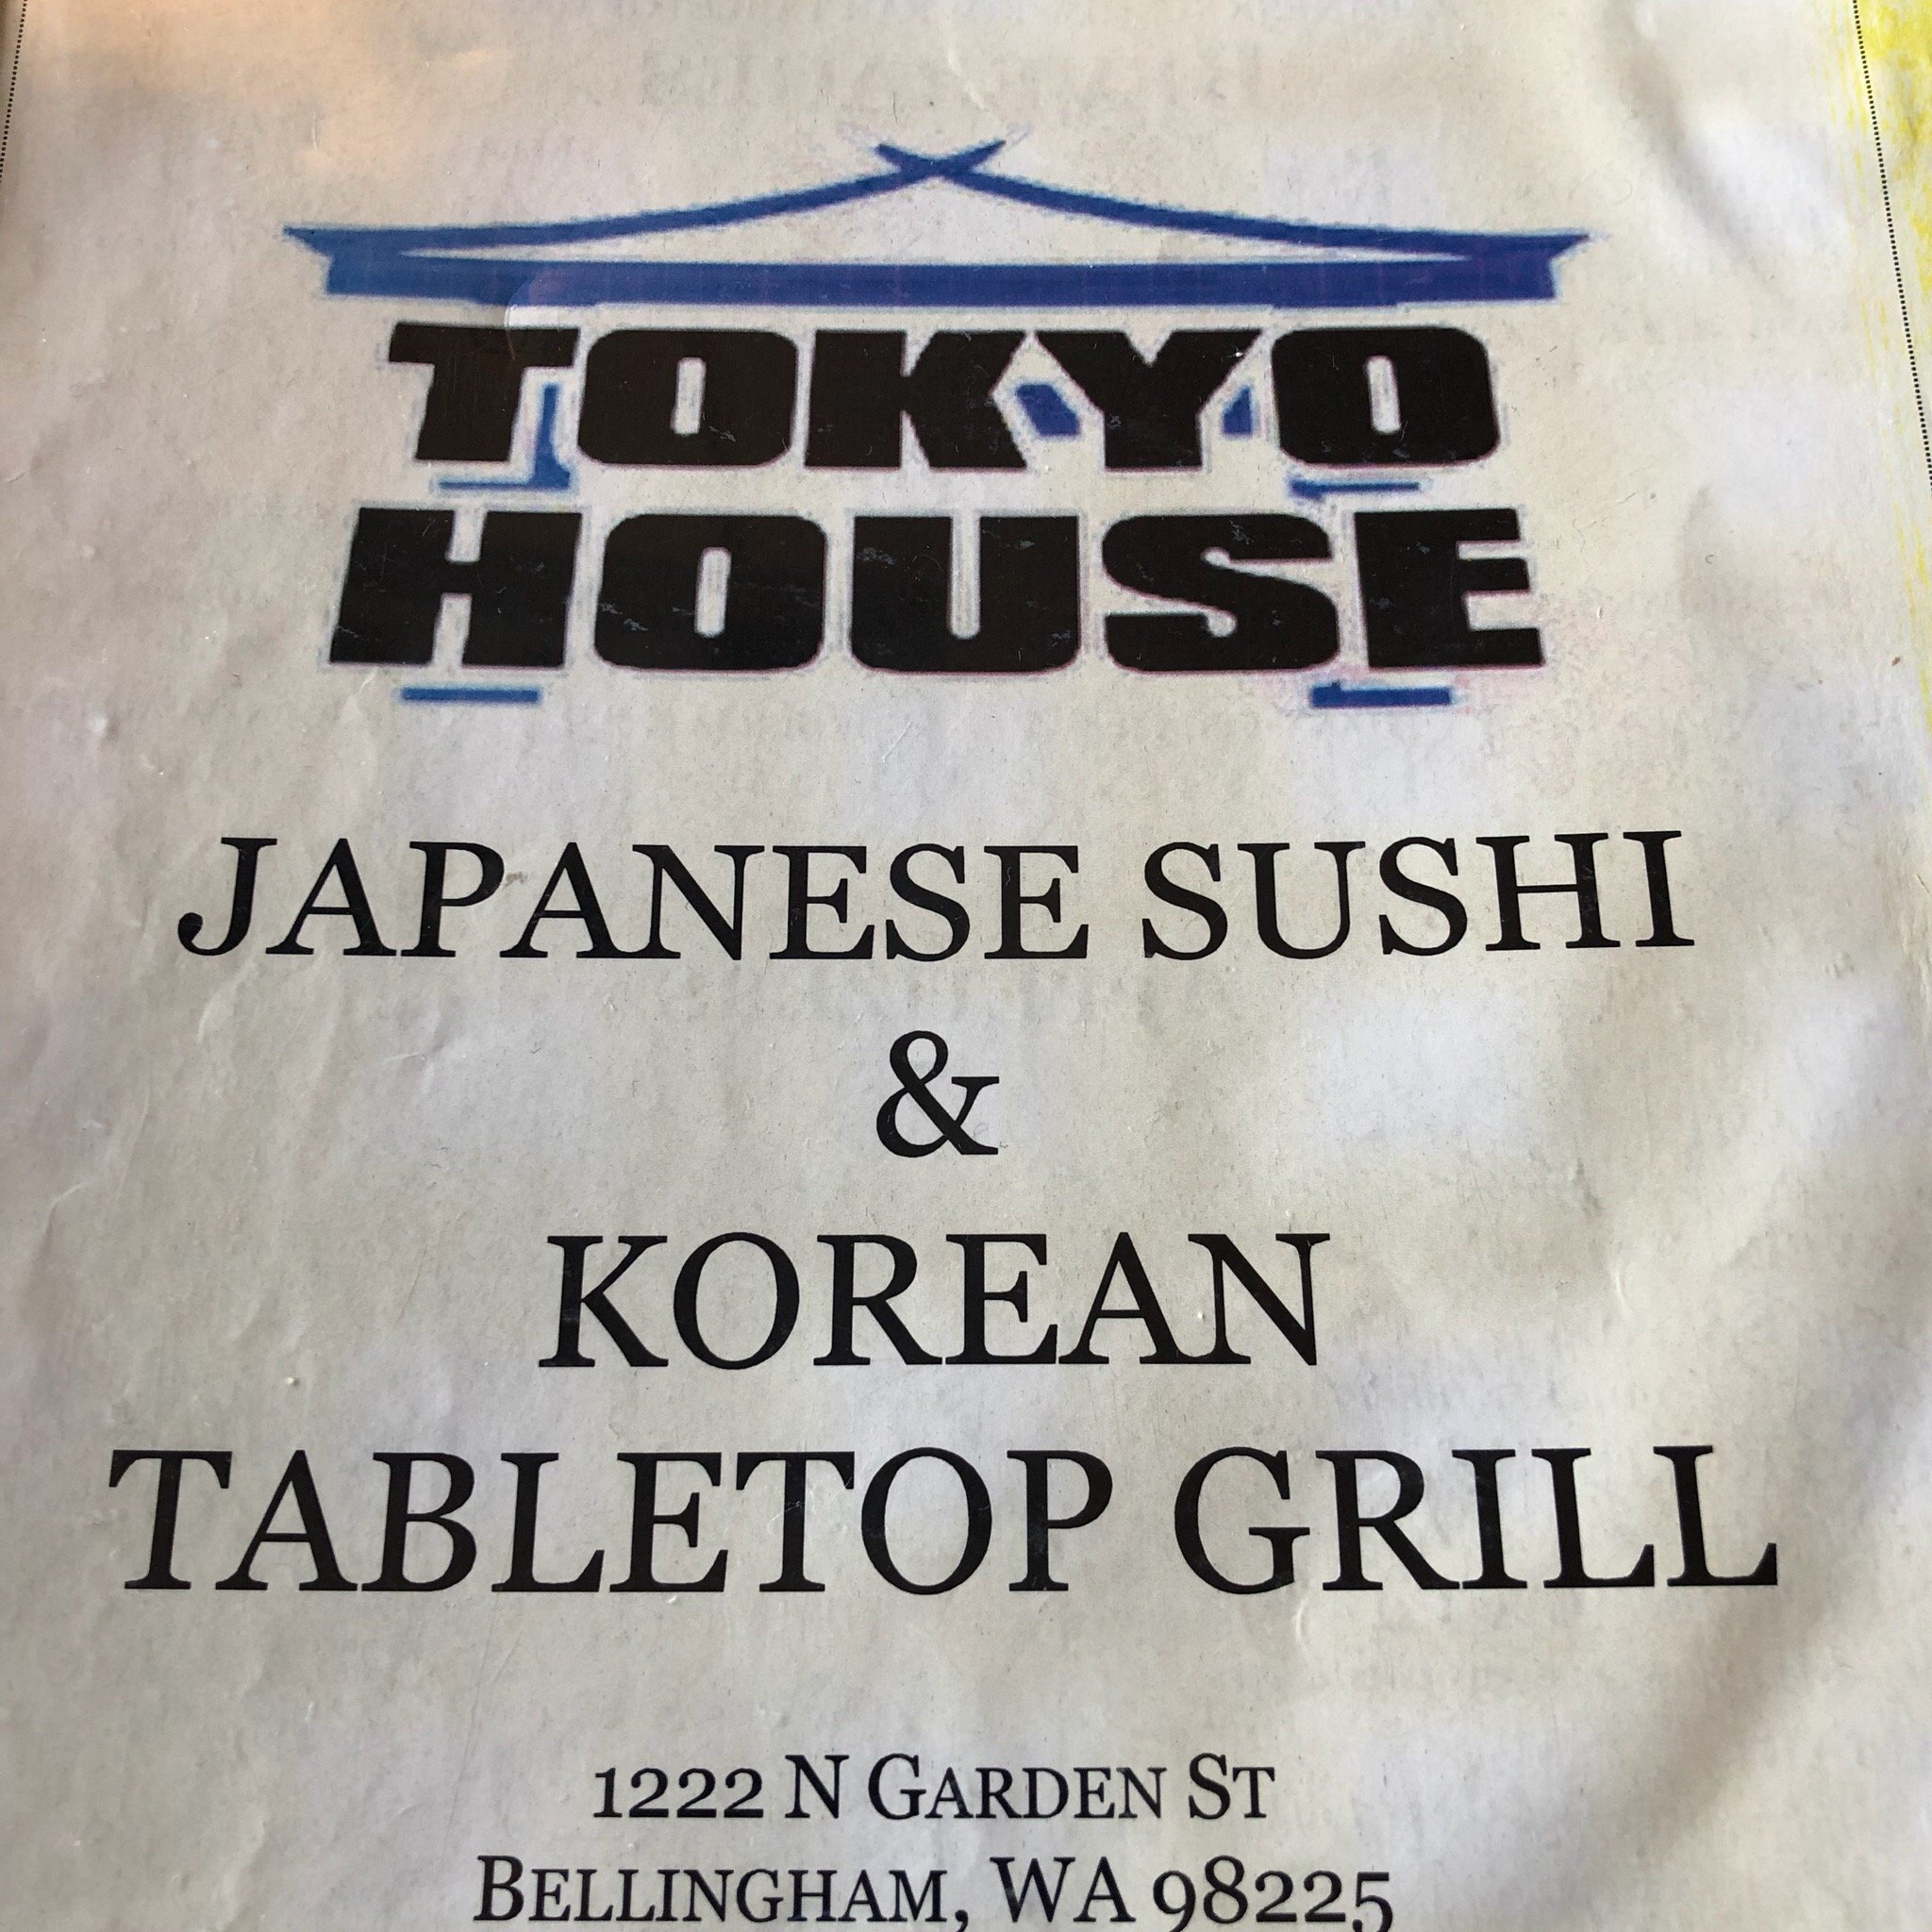 TOKYO
HOUSE
JAPANESE SUSHI
&
KOREAN
TABLETOP GRILL
1222 N GARDEN ST
BELLINGHAM, WA 98225